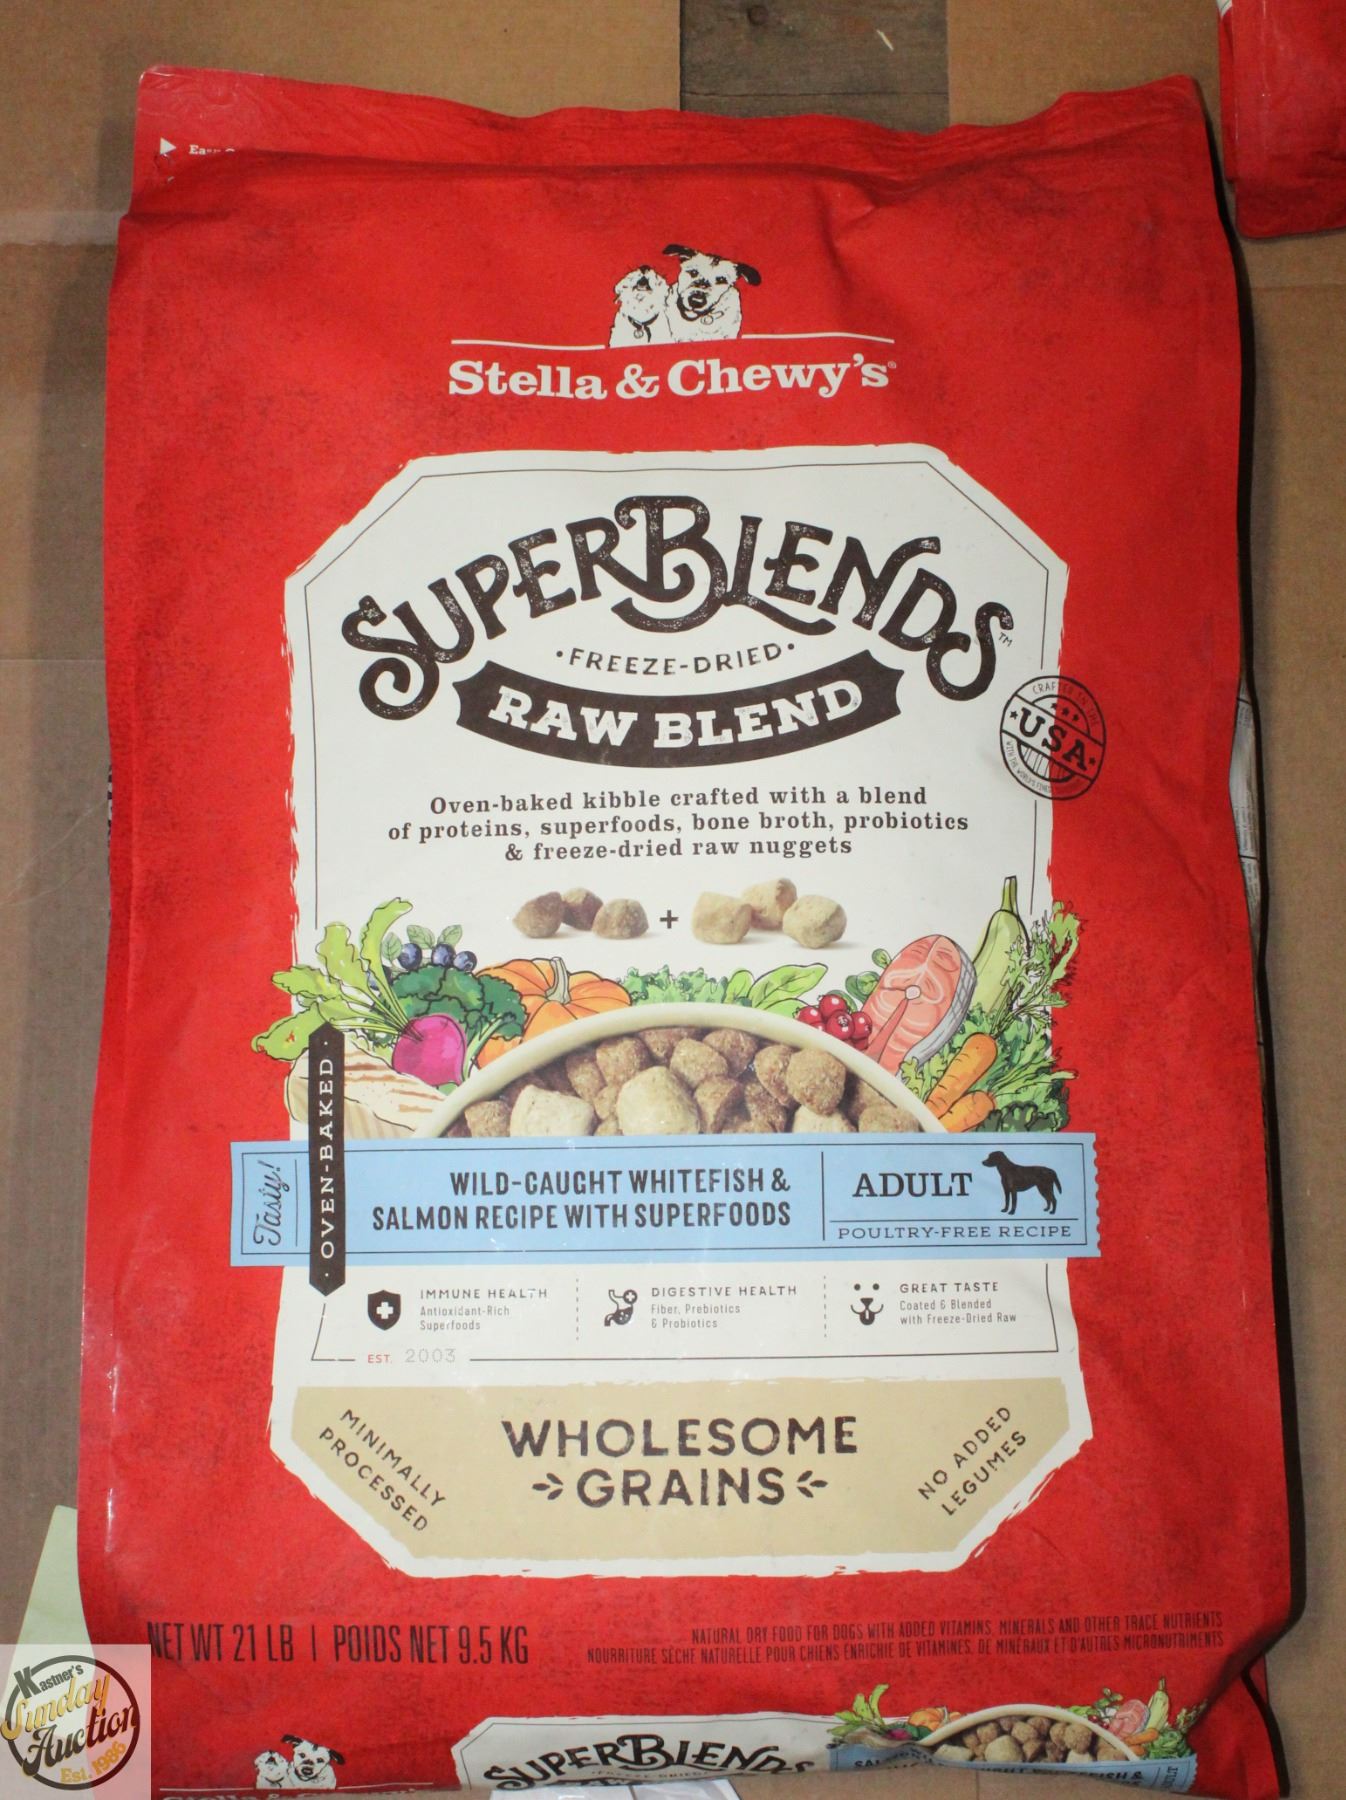 Stella & Chewy's®
SUPERBLENDS™
•FREEZE-DRIED•
RAW BLEND
CRAFTED IN THE
USA
Oven-baked kibble crafted with a blend
of proteins, superfoods, bone broth, probiotics
& freeze-dried raw nuggets
+
Tasty!
• OVEN-BAKED •
WILD-CAUGHT WHITEFISH &
SALMON RECIPE WITH SUPERFOODS
ADULT
POULTRY-FREE RECIPE
IMMUNE HEALTH
Antioxidant-Rich
Superfoods
DIGESTIVE HEALTH
Fiber, Prebiotics
& Probiotics
GREAT TASTE
Coated & Blended
with Freeze-Dried Raw
EST. 2003
MINIMALLY
PROCESSED
WHOLESOME
GRAINS
NO ADDED
LEGUMES
NET WT 21 LB | POIDS NET 9.5 KG
NATURAL DRY FOOD FOR DOGS WITH ADDED VITAMINS, MINERALS AND OTHER TRACE NUTRIENTS
NOURRITURE SÈCHE NATURELLE POUR CHIENS ENRICHIE DE VITAMINES, DE MINÉRAUX ET D'AUTRES MICRONUTRIMENTS
Kastner's
Sunday
Auction
Est. 1986
SUPERBLENDS